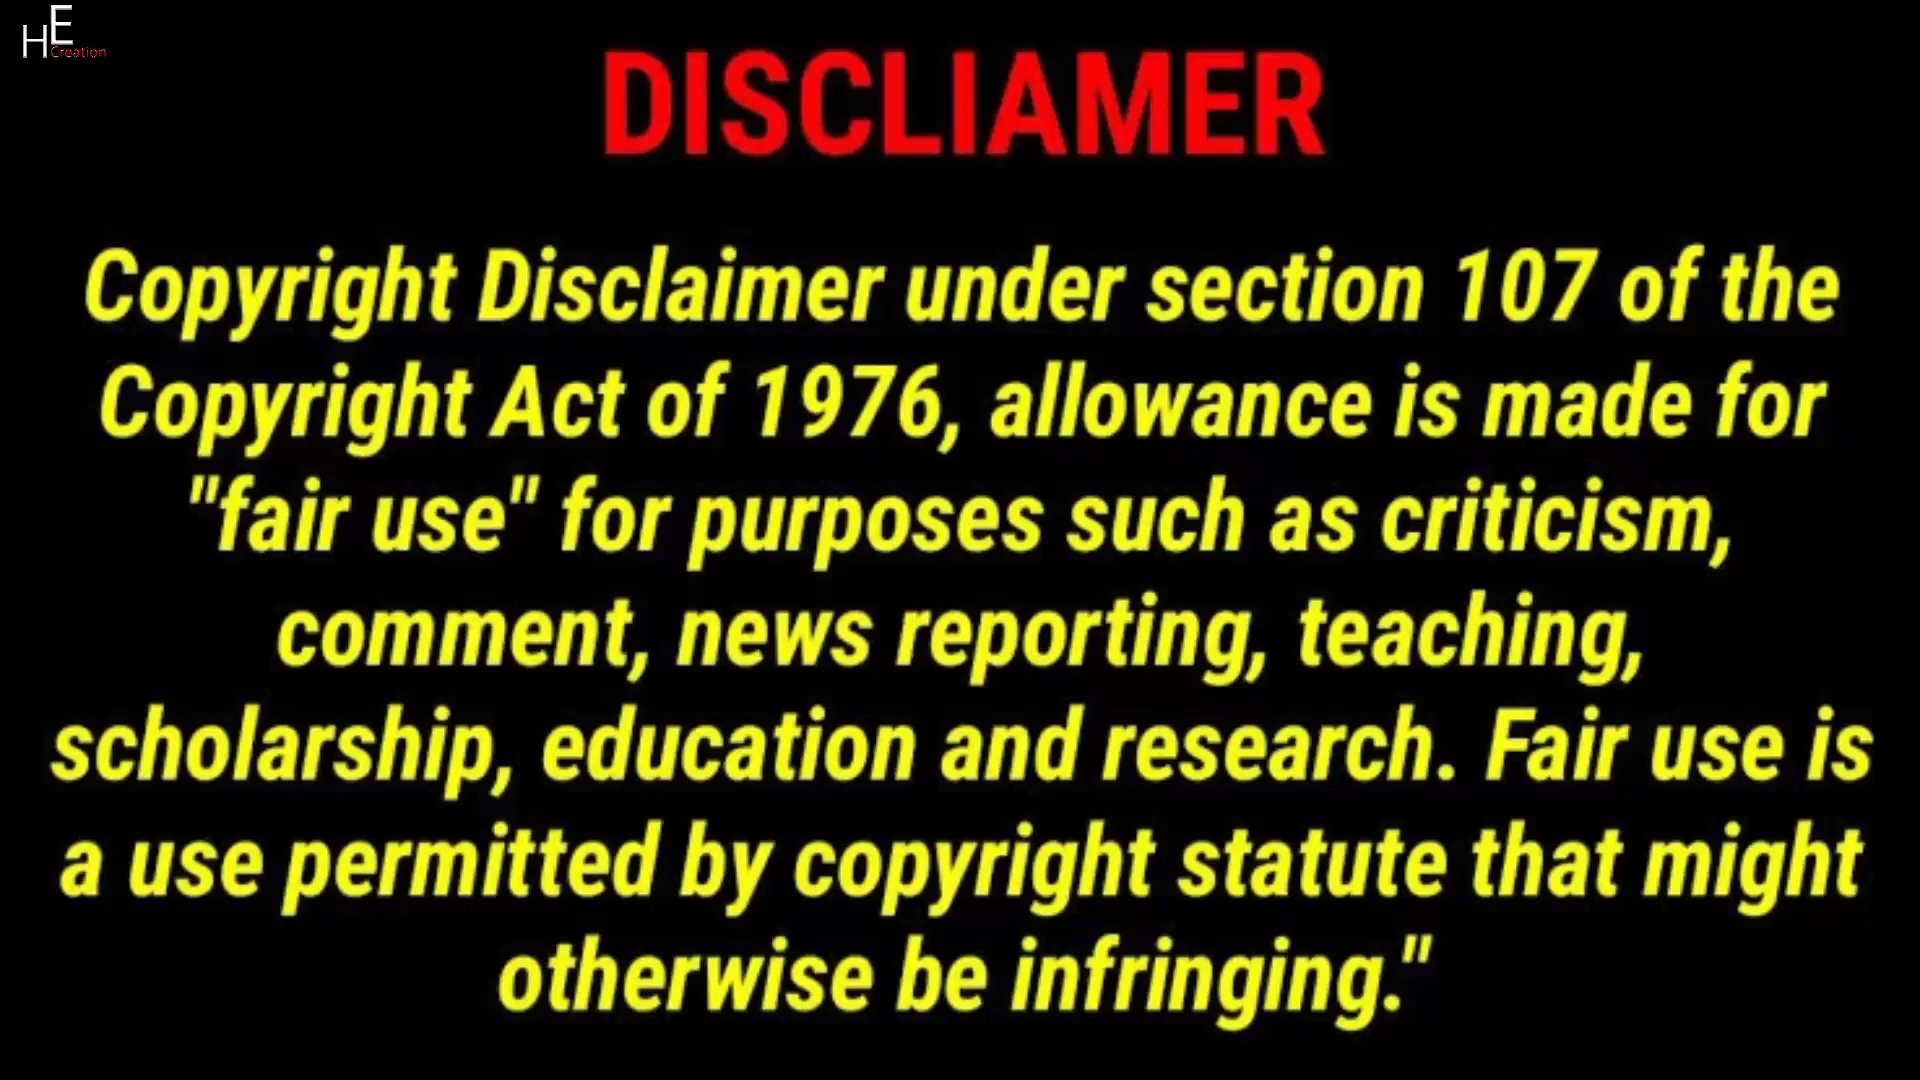 HE
Creation
DISCLIAMER
Copyright Disclaimer under section 107 of the
Copyright Act of 1976, allowance is made for
"fair use" for purposes such as criticism,
comment, news reporting, teaching,
scholarship, education and research. Fair use is
a use permitted by copyright statute that might
otherwise be infringing."